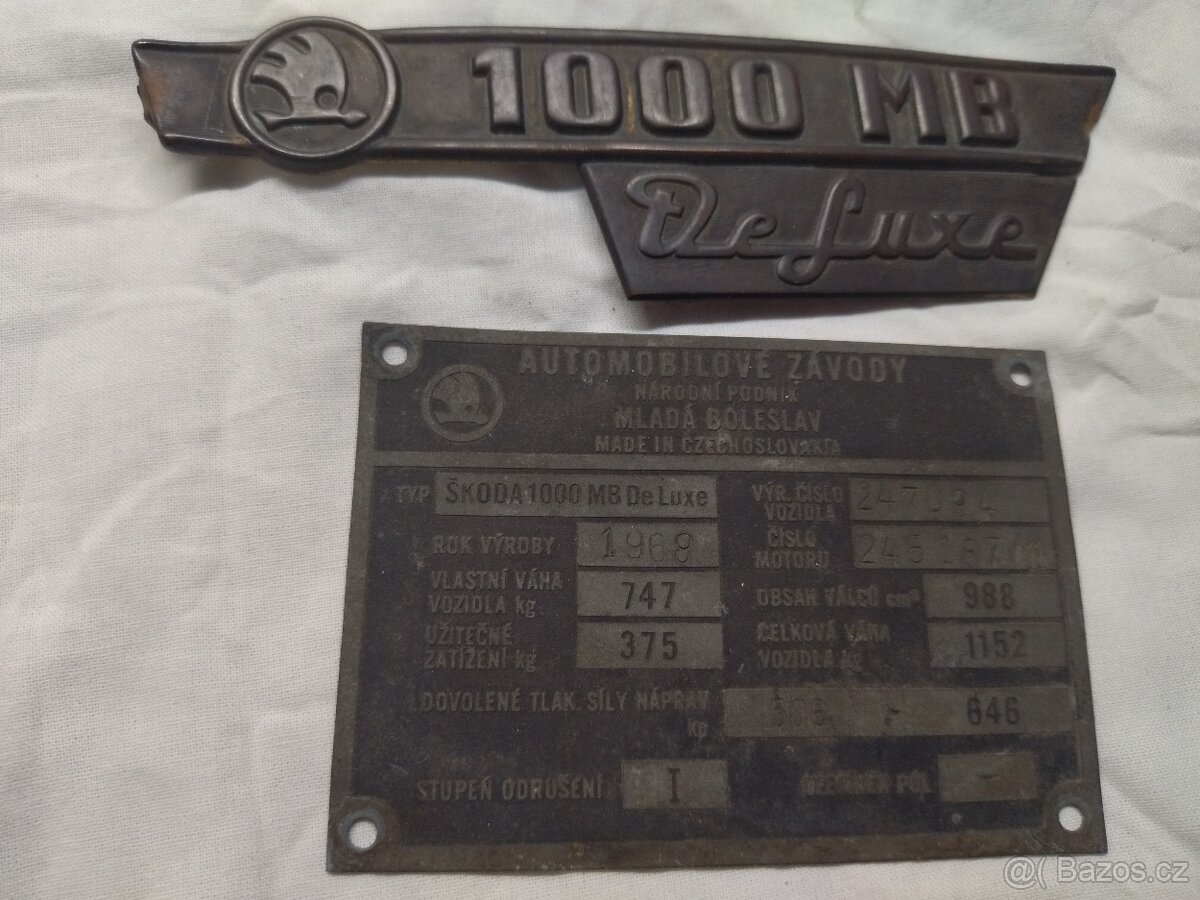 1000 MB
De Luxe
AUTOMOBILOVÉ ZÁVODY
NÁRODNÍ PODNIK
MLADÁ BOLESLAV
MADE IN CZECHOSLOVAKIA
TYP ŠKODA 1000 MB De Luxe
VÝR. ČÍSLO VOZIDLA
ROK VÝROBY 1968
ČÍSLO MOTORU
VLASTNÍ VÁHA VOZIDLA kg 747
OBSAH VÁLCŮ cm³ 988
UŽITEČNÉ ZATÍŽENÍ kg 375
CELKOVÁ VÁHA VOZIDLA kg 1152
DOVOLENÉ TLAK. SÍLY NÁPRAV kp - 646
STUPEŇ ODRUŠENÍ I
PÓL -
@( Bazoš.cz